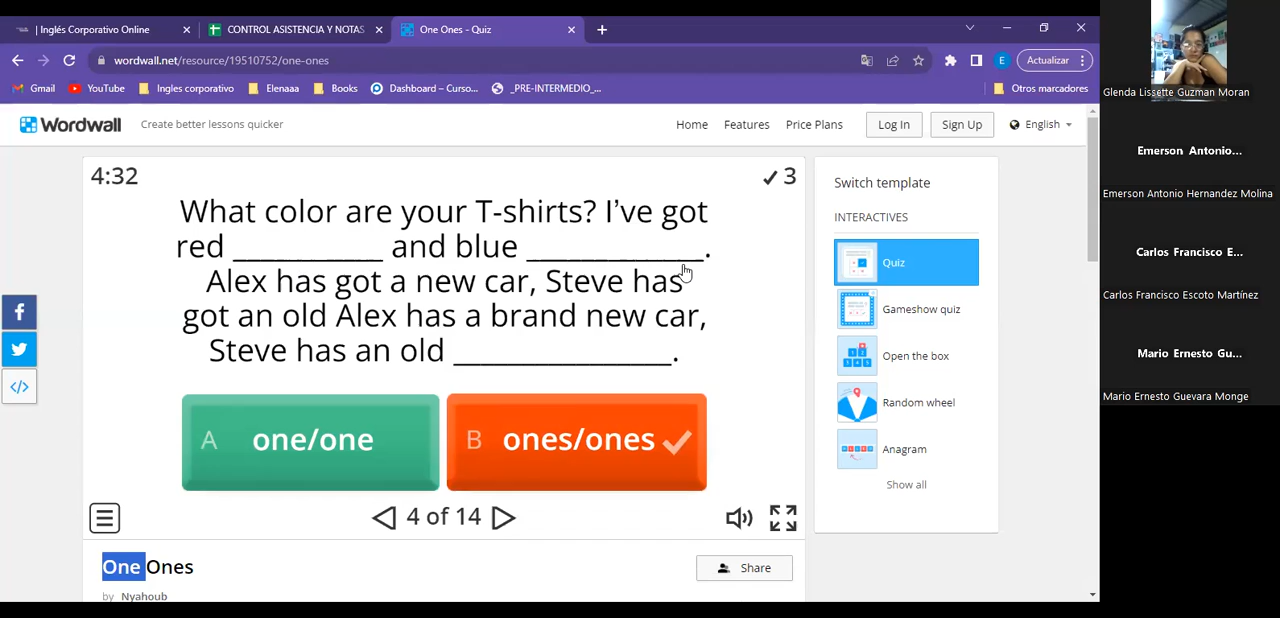 | Inglés Corporativo Online
CONTROL ASISTENCIA Y NOTAS
One Ones - Quiz
wordwall.net/resource/19510752/one-ones
E
Actualizar
Gmail
YouTube
Ingles corporativo
Elenaaa
Books
Dashboard – Curso...
_PRE-INTERMEDIO_...
Otros marcadores
Wordwall
Create better lessons quicker
Home
Features
Price Plans
Log In
Sign Up
English
4:32
3
What color are your T-shirts? I've got
red __________ and blue ____________.
Alex has got a new car, Steve has
got an old Alex has a brand new car,
Steve has an old _______________.
A one/one
B ones/ones
4 of 14
One Ones
by Nyahoub
Share
Switch template
INTERACTIVES
Quiz
Gameshow quiz
Open the box
Random wheel
Anagram
Show all
Glenda Lissette Guzman Moran
Emerson Antonio...
Emerson Antonio Hernandez Molina
Carlos Francisco E...
Carlos Francisco Escoto Martínez
Mario Ernesto Gu...
Mario Ernesto Guevara Monge